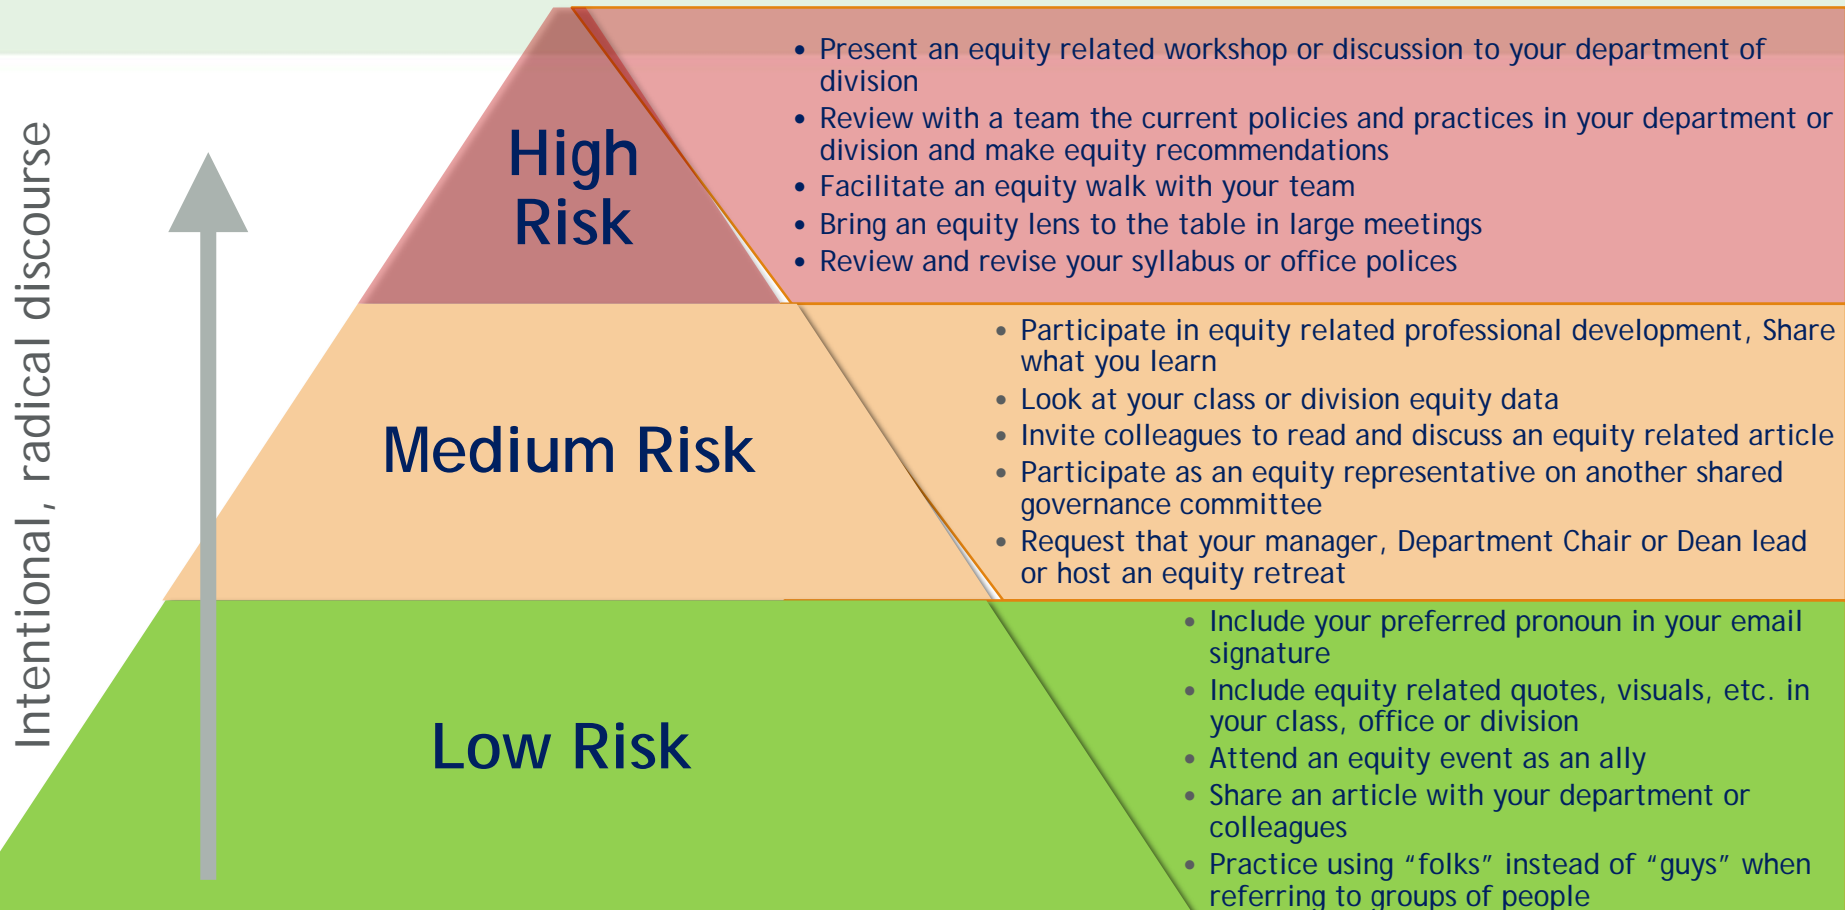 Intentional, radical discourse
High
Risk
• Present an equity related workshop or discussion to your department of
division
• Review with a team the current policies and practices in your department or
division and make equity recommendations
• Facilitate an equity walk with your team
• Bring an equity lens to the table in large meetings
• Review and revise your syllabus or office polices
Medium Risk
• Participate in equity related professional development, Share
what you learn
• Look at your class or division equity data
• Invite colleagues to read and discuss an equity related article
• Participate as an equity representative on another shared
governance committee
• Request that your manager, Department Chair or Dean lead
or host an equity retreat
Low Risk
• Include your preferred pronoun in your email
signature
• Include equity related quotes, visuals, etc. in
your class, office or division
• Attend an equity event as an ally
• Share an article with your department or
colleagues
• Practice using “folks” instead of “guys” when
referring to groups of people